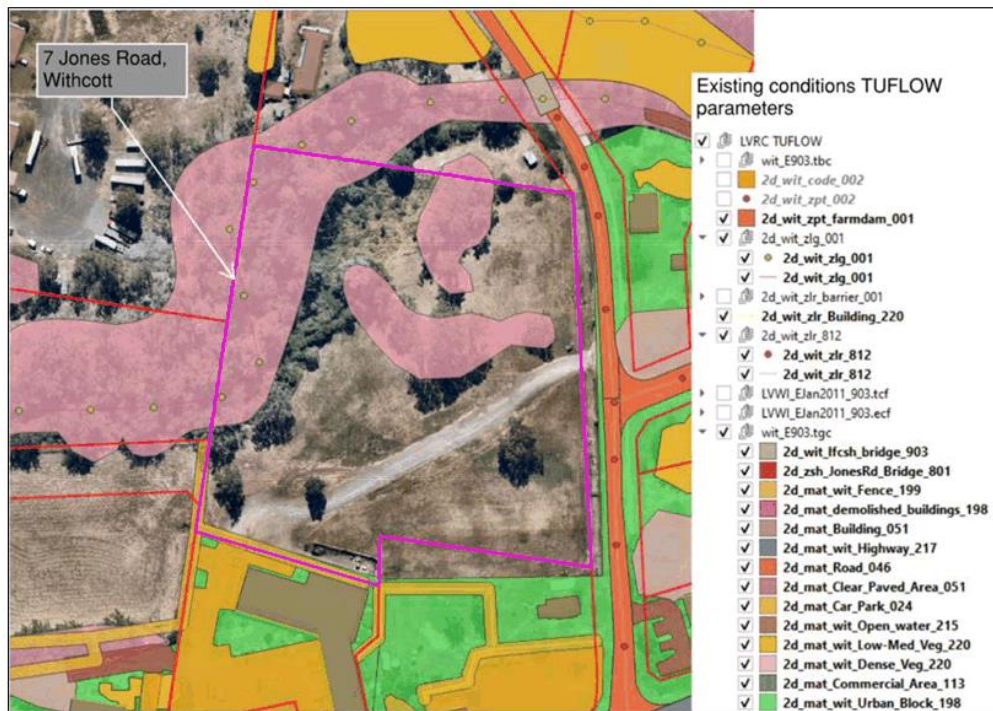 7 Jones Road,
Withcott
Existing conditions TUFLOW
parameters
LVRC TUFLOW
wit_E903.tbc
2d_wit_code_002
2d_wit_zpt_002
2d_wit_zpt_farmdam_001
2d_wit_zlg_001
2d_wit_zlg_001
2d_wit_zlg_001
2d_wit_zlr_barrier_001
2d_wit_zlr_Building_220
2d_wit_zlr_812
2d_wit_zlr_812
2d_wit_zlr_812
LVWI_EJan2011_903.tcf
LVWI_EJan2011_903.ecf
wit_E903.tgc
2d_wit_lfcsh_bridge_903
2d_zsh_JonesRd_Bridge_801
2d_mat_wit_Fence_199
2d_mat_demolished_buildings_198
2d_mat_Building_051
2d_mat_wit_Highway_217
2d_mat_Road_046
2d_mat_Clear_Paved_Area_051
2d_mat_Car_Park_024
2d_mat_wit_Open_water_215
2d_mat_wit_Low-Med_Veg_220
2d_mat_wit_Dense_Veg_220
2d_mat_Commercial_Area_113
2d_mat_wit_Urban_Block_198